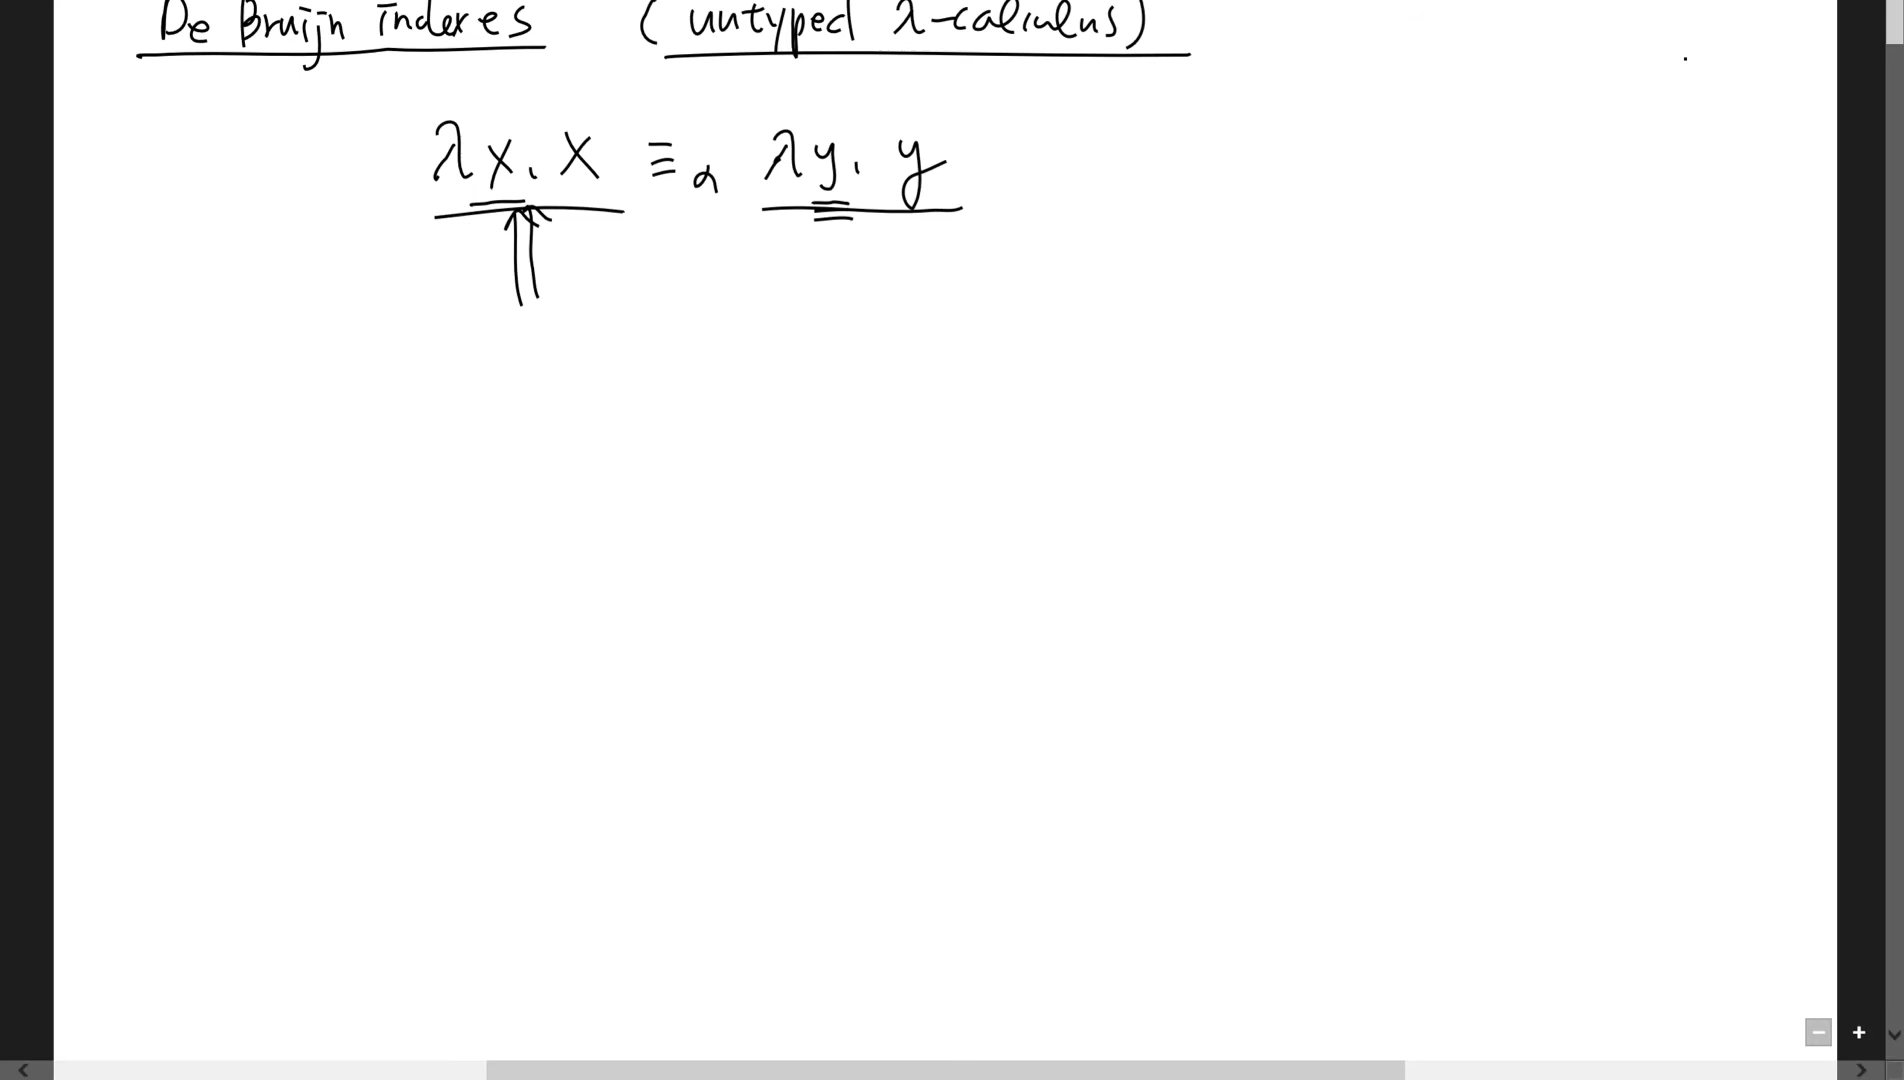 De Bruijn indexes (untyped λ-calculus)
λx. x ≡α λy. y